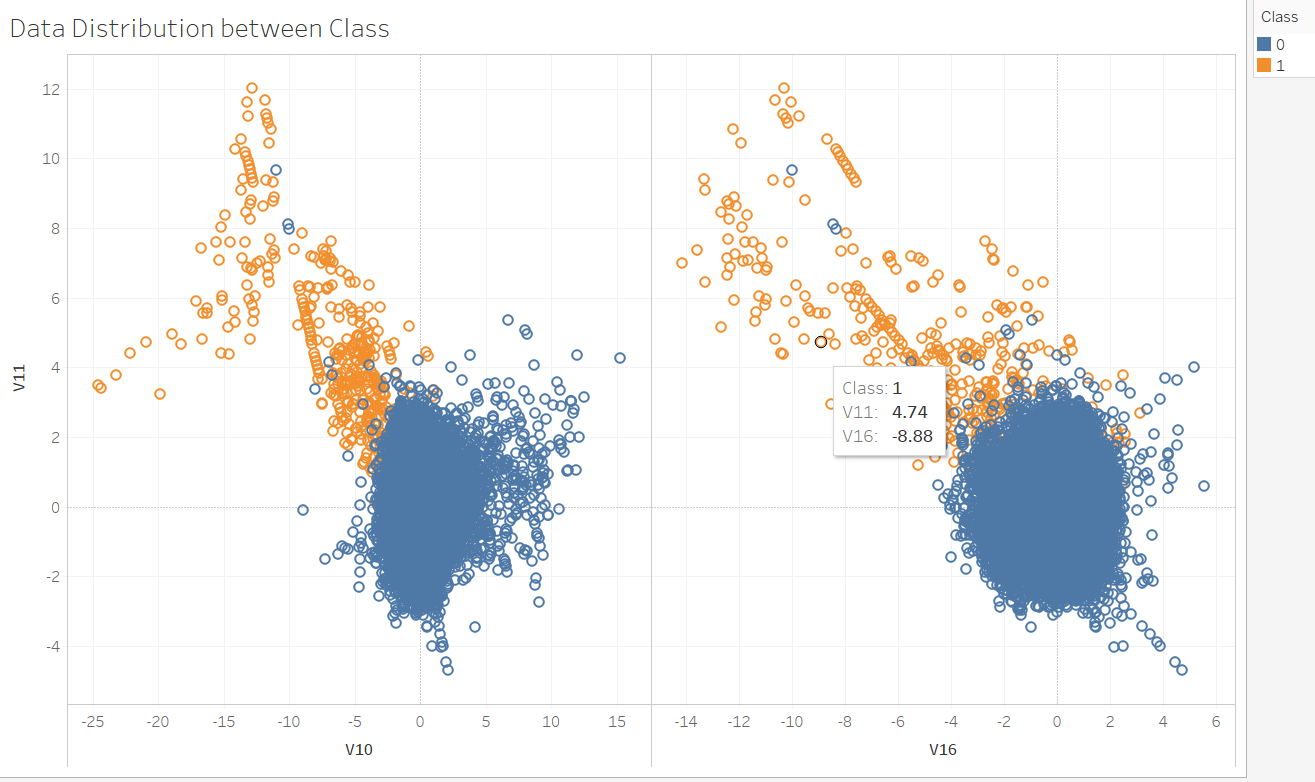 Data Distribution between Class
Class
0
1
12
10
8
6
4
2
0
-2
-4
V11
Class: 1
V11: 4.74
V16: -8.88
-25 -20 -15 -10 -5 0 5 10 15
-14 -12 -10 -8 -6 -4 -2 0 2 4 6
V10
V16